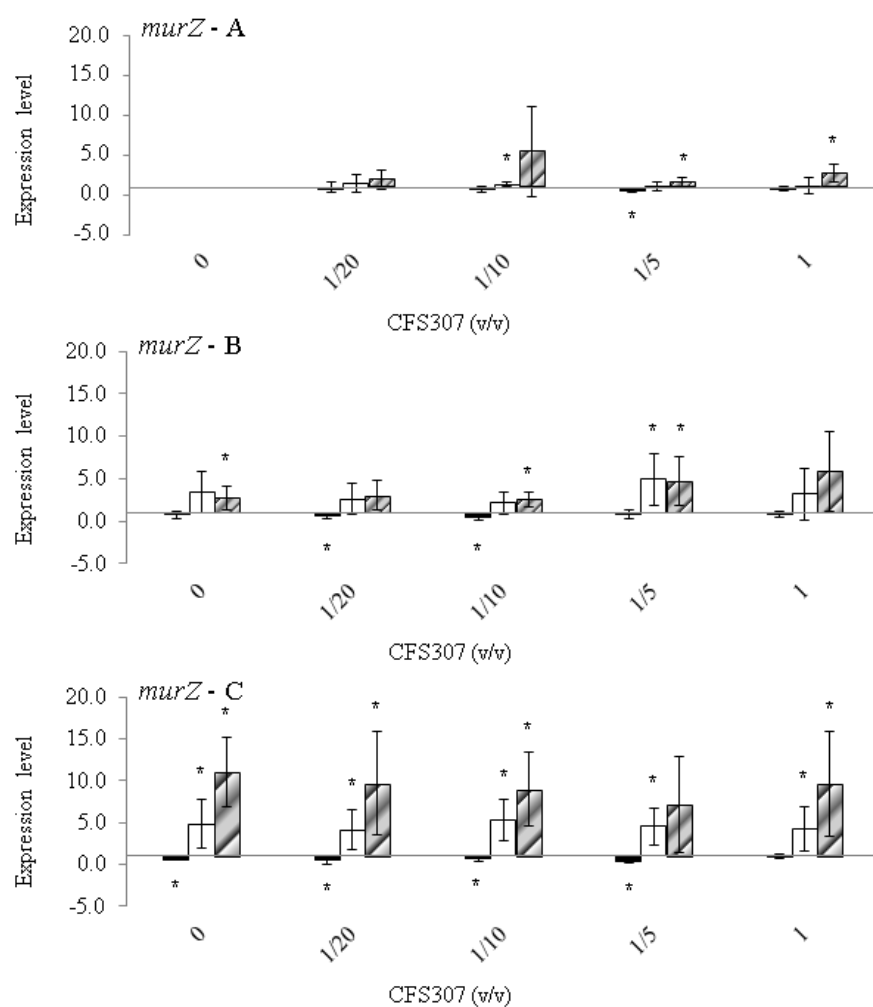 murZ - A
20.0
15.0
10.0
5.0
0.0
-5.0
Expression level
* * *
*
0 1/20 1/10 1/5 1
CFS307 (v/v)
murZ - B
20.0
15.0
10.0
5.0
0.0
-5.0
Expression level
* * * *
* *
0 1/20 1/10 1/5 1
CFS307 (v/v)
murZ - C
20.0
15.0
10.0
5.0
0.0
-5.0
Expression level
* * * * * * * * *
* * * *
0 1/20 1/10 1/5 1
CFS307 (v/v)